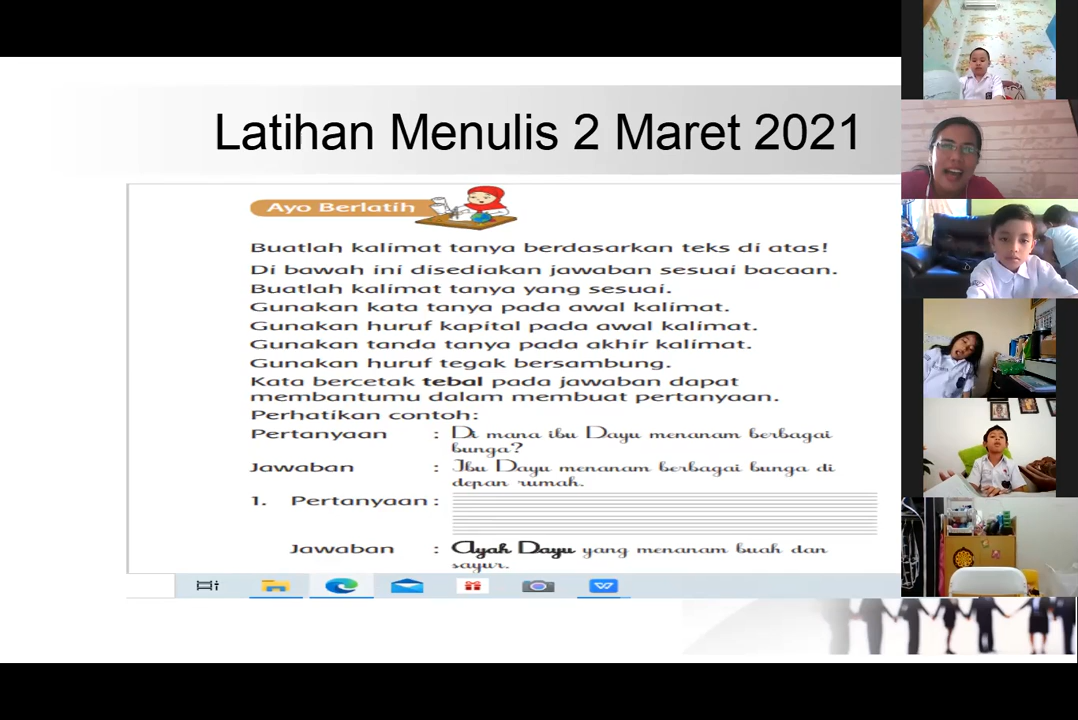 Latihan Menulis 2 Maret 2021
Ayo Berlatih
Buatlah kalimat tanya berdasarkan teks di atas!
Di bawah ini disediakan jawaban sesuai bacaan.
Buatlah kalimat tanya yang sesuai.
Gunakan kata tanya pada awal kalimat.
Gunakan huruf kapital pada awal kalimat.
Gunakan tanda tanya pada akhir kalimat.
Gunakan huruf tegak bersambung.
Kata bercetak tebal pada jawaban dapat
membantumu dalam membuat pertanyaan.
Perhatikan contoh:
Pertanyaan : Di mana ibu Dayu menanam berbagai
bunga?
Jawaban : Ibu Dayu menanam berbagai bunga di
depan rumah.
1. Pertanyaan :
Jawaban : Ayah Dayu yang menanam buah dan
sayur.